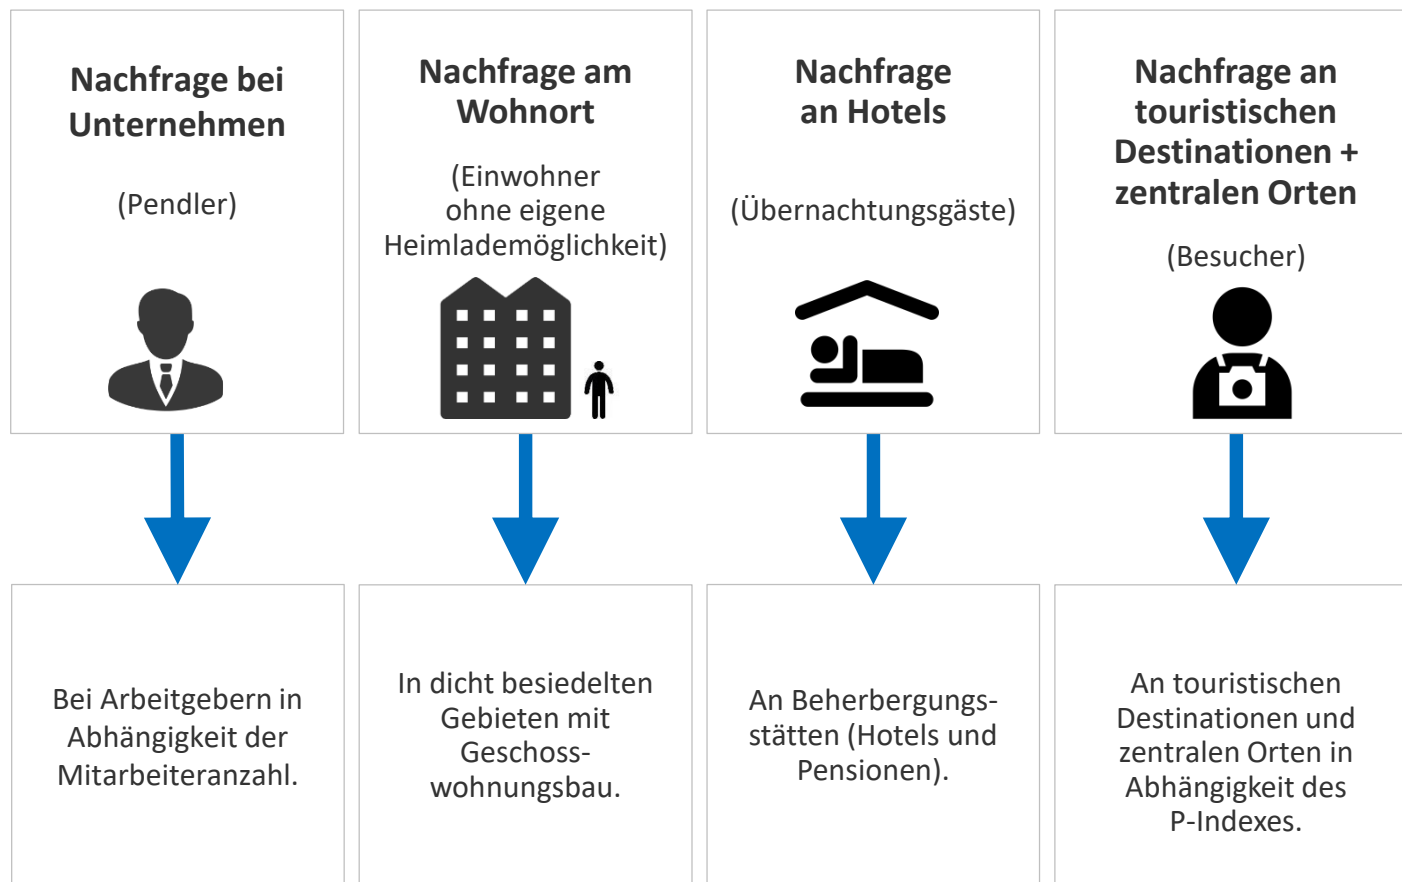 Nachfrage bei
Unternehmen
(Pendler)
Nachfrage am
Wohnort
(Einwohner
ohne eigene
Heimlademöglichkeit)
Nachfrage
an Hotels
(Übernachtungsgäste)
Nachfrage an
touristischen
Destinationen +
zentralen Orten
(Besucher)
Bei Arbeitgebern in
Abhängigkeit der
Mitarbeiteranzahl.
In dicht besiedelten
Gebieten mit
Geschoss-
wohnungsbau.
An Beherbergungs-
stätten (Hotels und
Pensionen).
An touristischen
Destinationen und
zentralen Orten in
Abhängigkeit des
P-Indexes.